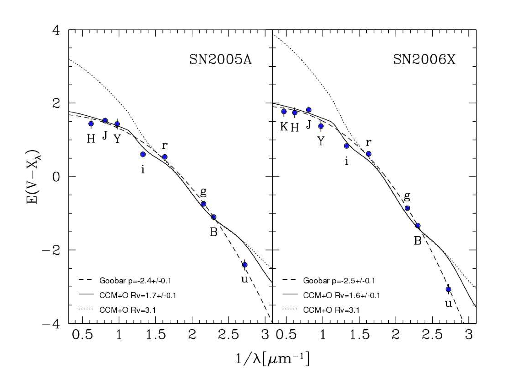 SN2005A
SN2006X
4
2
0
−2
−4
E(V−Xλ)
H J Y i r g B u
K H J Y i r g B u
Goobar p=-2.4+/-0.1
CCM+O Rv=1.7+/-0.1
CCM+O Rv=3.1
Goobar p=-2.5+/-0.1
CCM+O Rv=1.6+/-0.1
CCM+O Rv=3.1
0.5 1 1.5 2 2.5 3
0.5 1 1.5 2 2.5 3
1/λ[μm⁻¹]